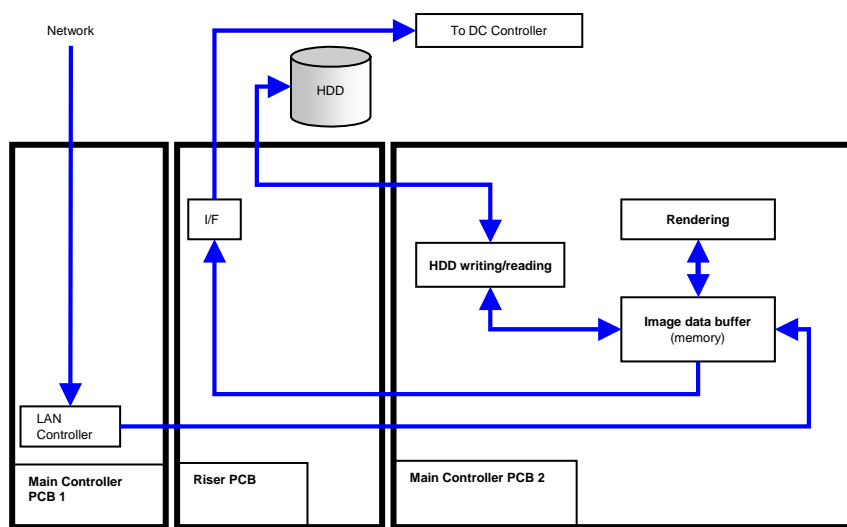 Network
To DC Controller
HDD
I/F
Rendering
HDD writing/reading
Image data buffer
(memory)
LAN
Controller
Main Controller
PCB 1
Riser PCB
Main Controller PCB 2